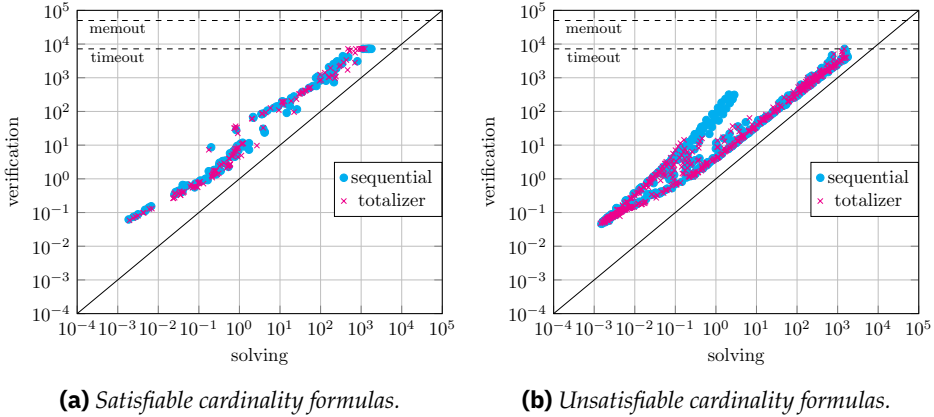 10^5
10^4
10^3
10^2
10^1
10^0
10^−1
10^−2
10^−3
10^−4
verification
memout
timeout
sequential
totalizer
10^−4 10^−3 10^−2 10^−1 10^0 10^1 10^2 10^3 10^4 10^5
solving
(a) Satisfiable cardinality formulas.
10^5
10^4
10^3
10^2
10^1
10^0
10^−1
10^−2
10^−3
10^−4
verification
memout
timeout
sequential
totalizer
10^−4 10^−3 10^−2 10^−1 10^0 10^1 10^2 10^3 10^4 10^5
solving
(b) Unsatisfiable cardinality formulas.